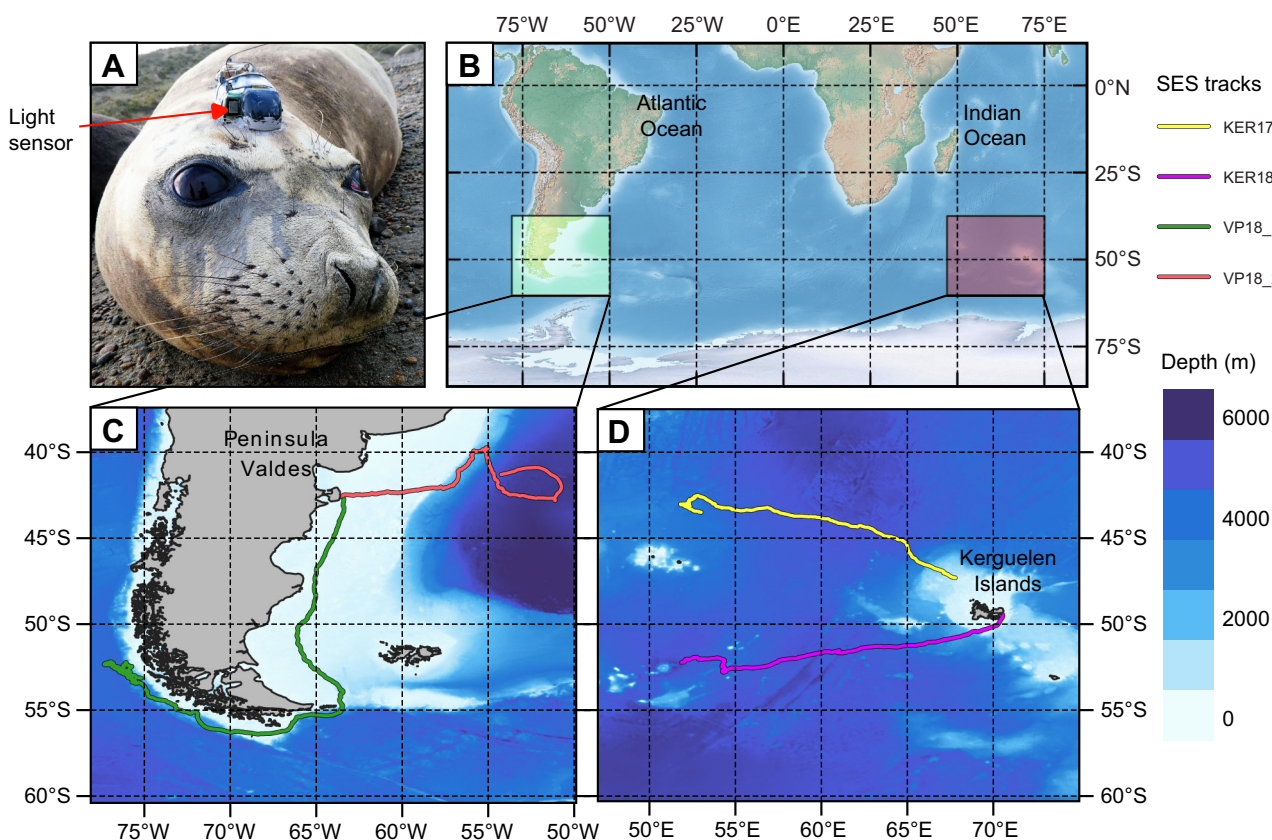 75°W 50°W 25°W 0°E 25°E 50°E 75°E
A
B
Light
sensor
Atlantic
Ocean
Indian
Ocean
0°N
25°S
50°S
75°S
SES tracks
KER17
KER18
VP18_
VP18_
Depth (m)
6000
4000
2000
0
C
Peninsula
Valdes
40°S
45°S
50°S
55°S
60°S
75°W 70°W 65°W 60°W 55°W 50°W
D
Kerguelen
Islands
40°S
45°S
50°S
55°S
60°S
50°E 55°E 60°E 65°E 70°E